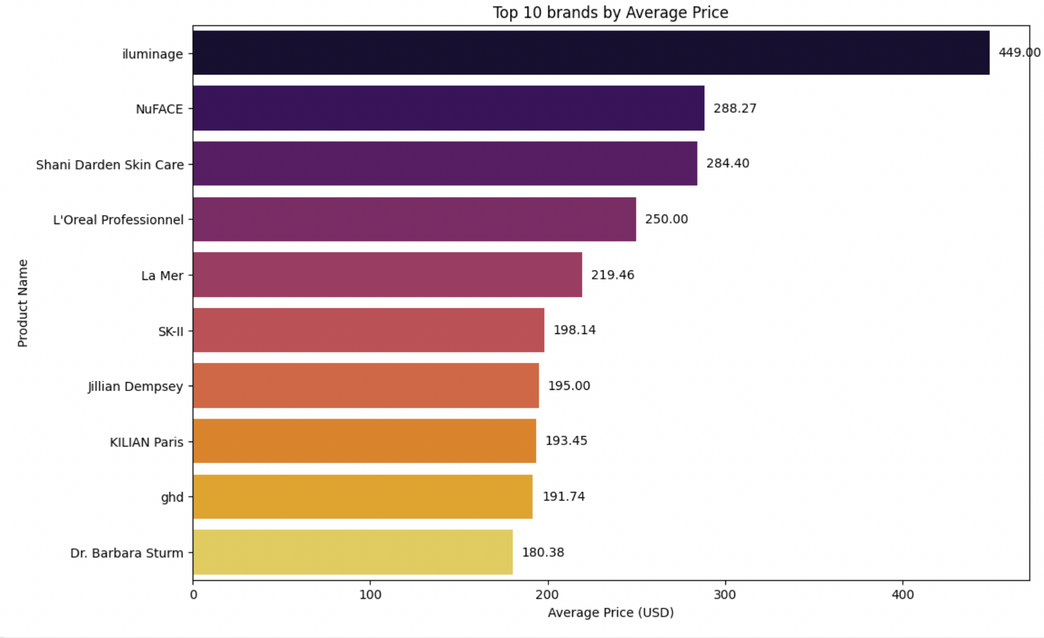 Top 10 brands by Average Price
iluminage 449.00
NuFACE 288.27
Shani Darden Skin Care 284.40
L'Oreal Professionnel 250.00
La Mer 219.46
SK-II 198.14
Jillian Dempsey 195.00
KILIAN Paris 193.45
ghd 191.74
Dr. Barbara Sturm 180.38
Product Name
0 100 200 300 400
Average Price (USD)